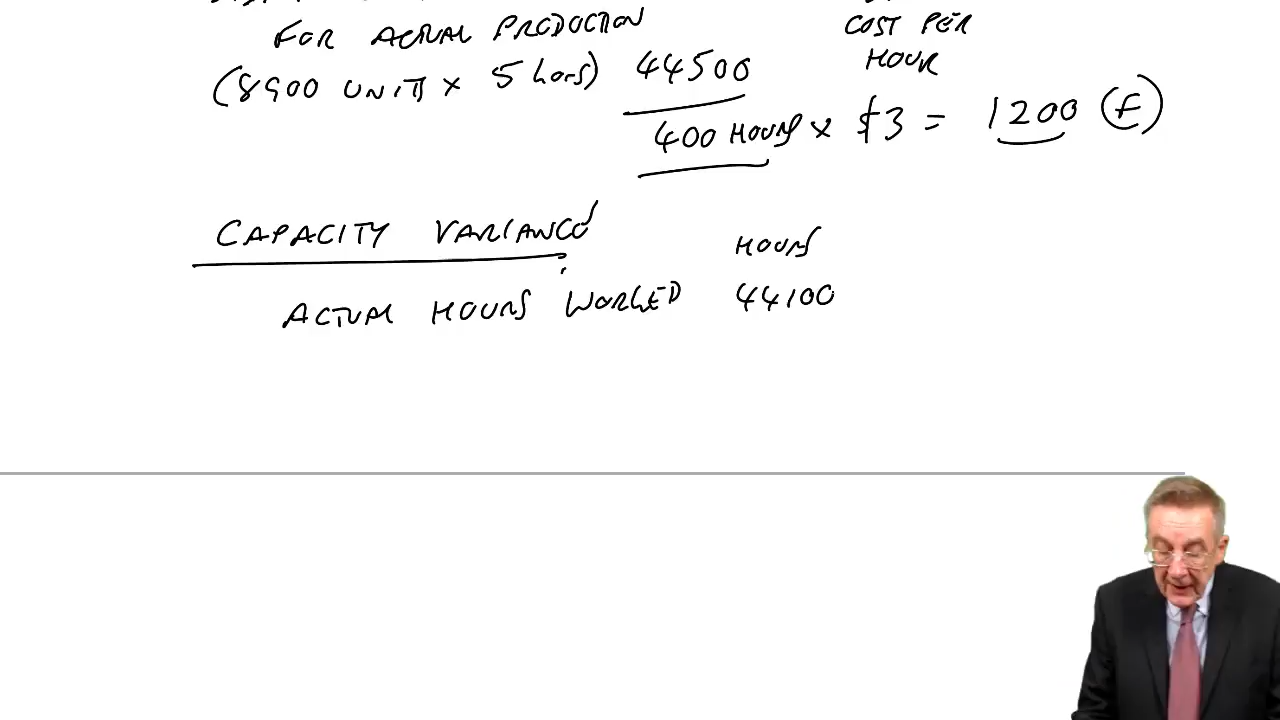 FOR ACTUAL PRODUCTION
COST PER
HOUR
(8900 UNITS x 5 hours) 44500
400 HOURS x $3 = 1200 (F)
CAPACITY VARIANCE
HOURS
ACTUAL HOURS WORKED 44100